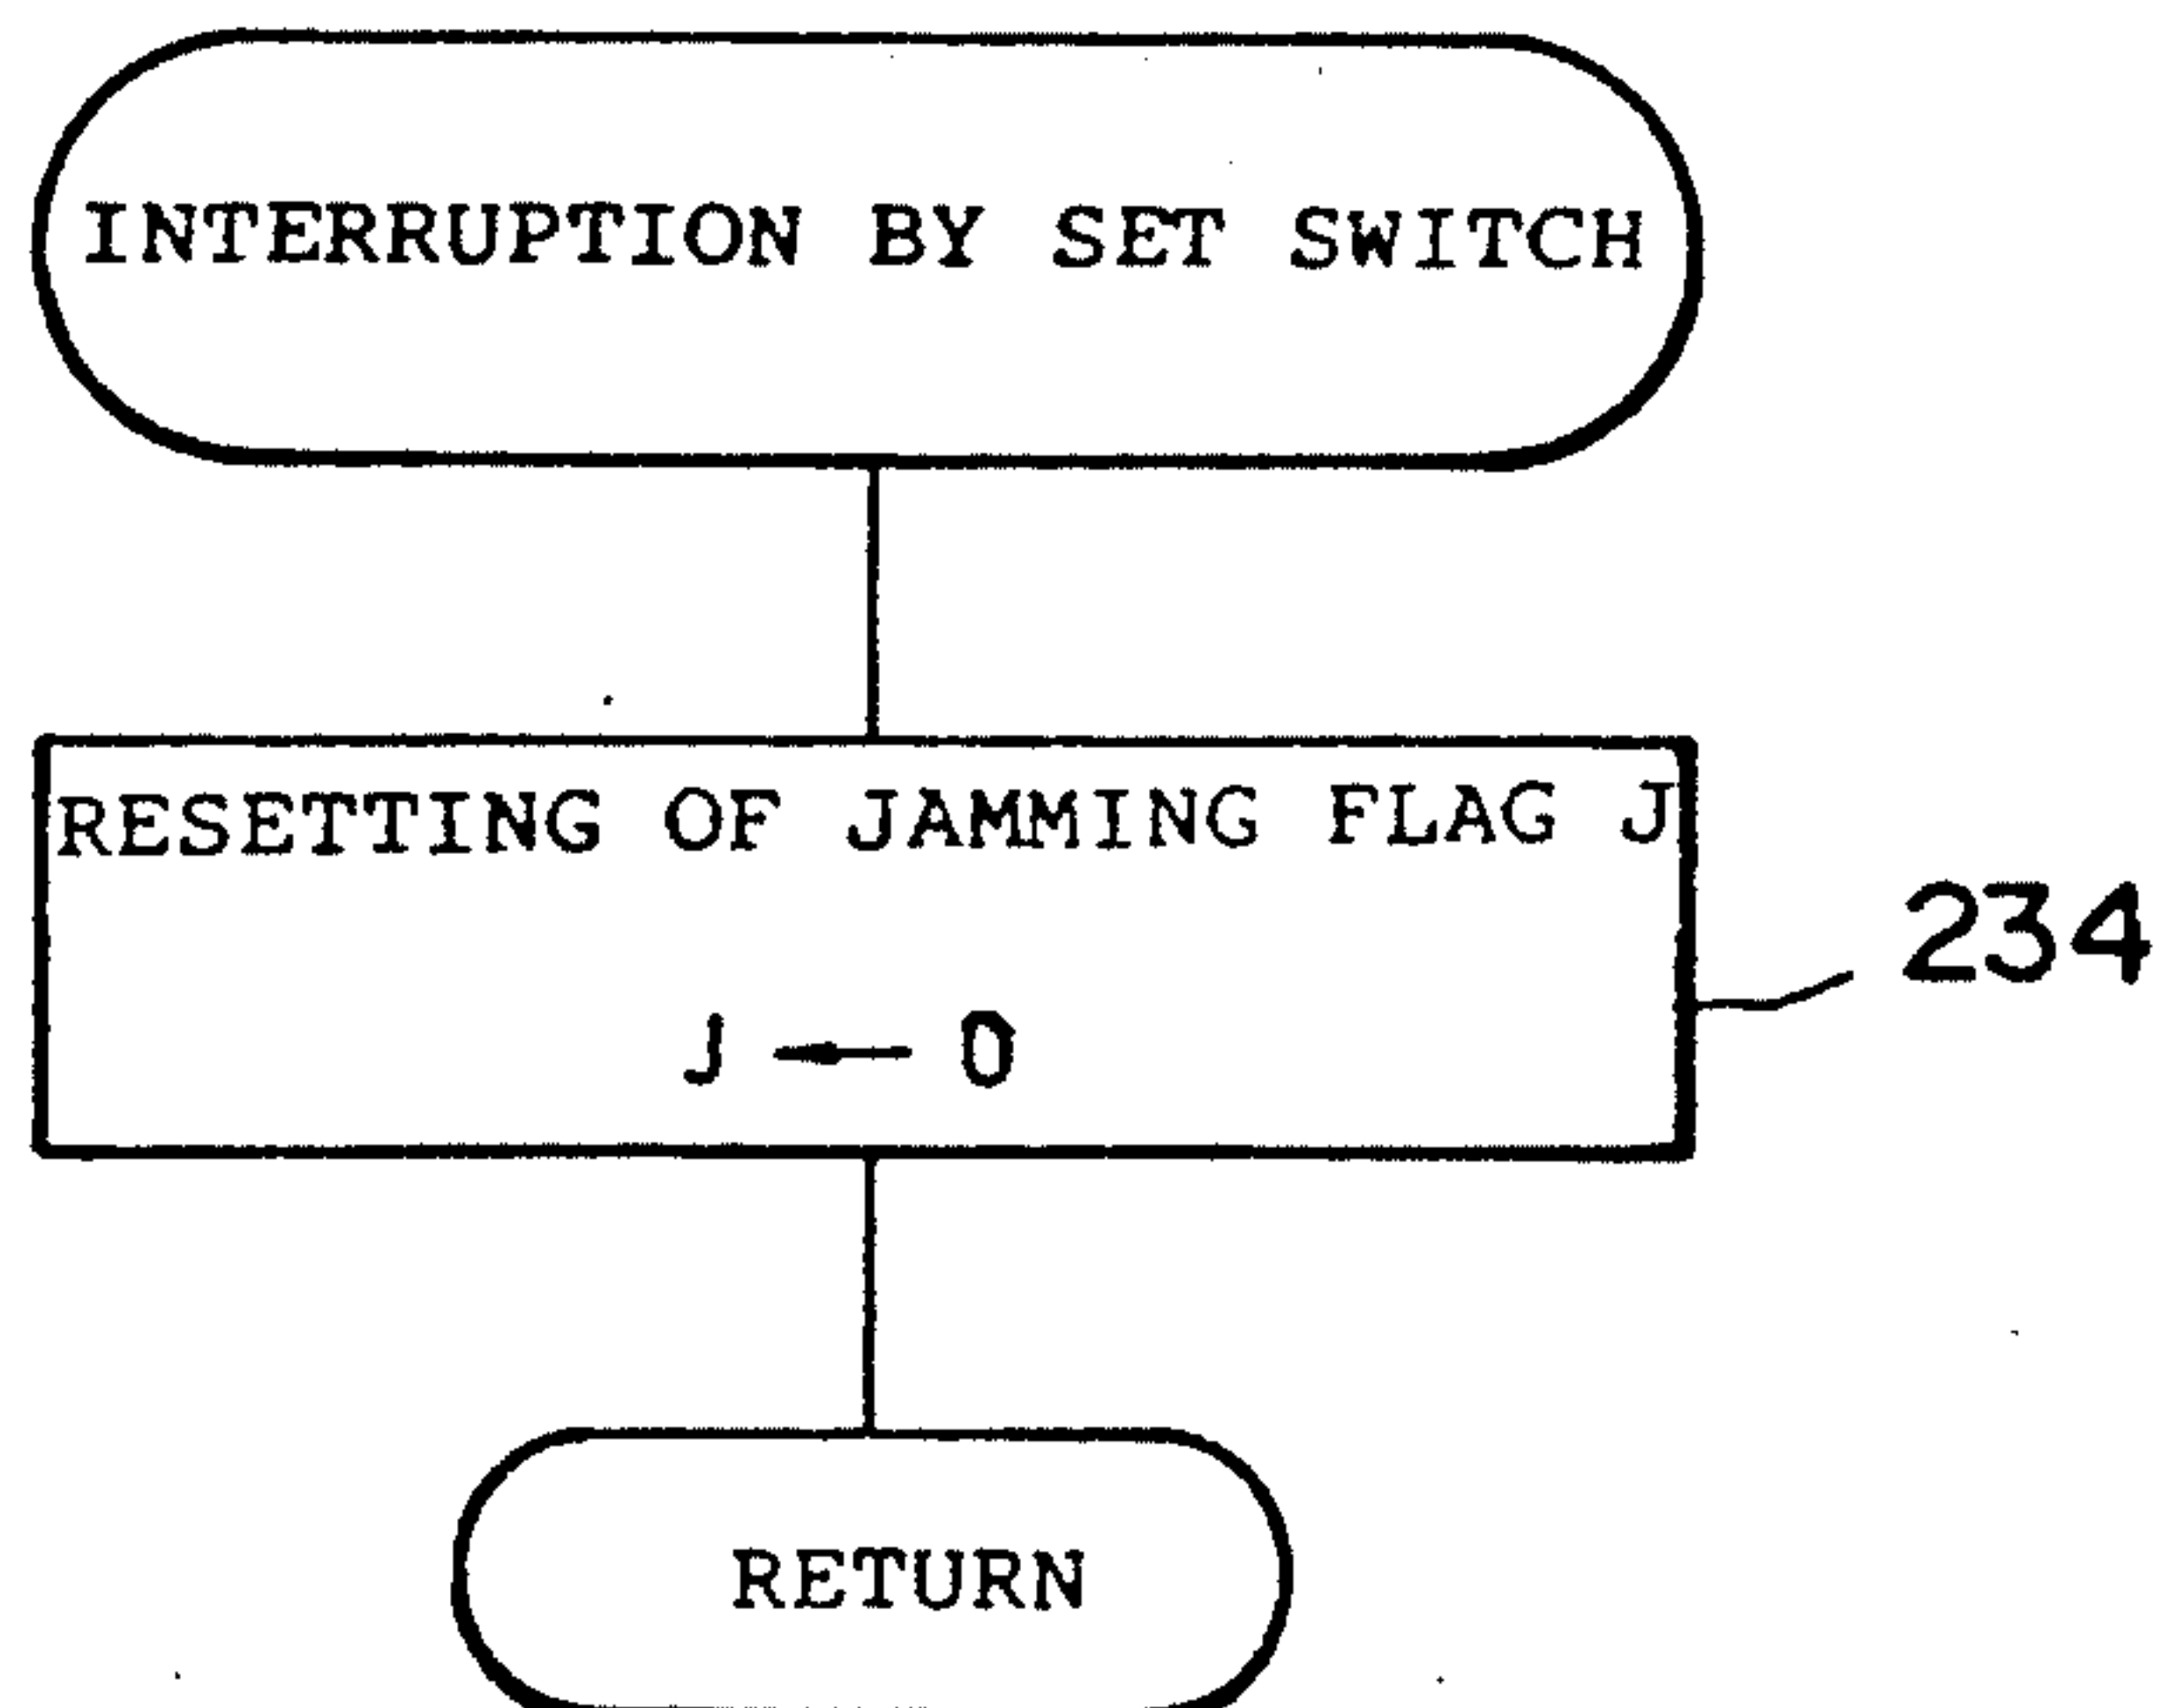 INTERRUPTION BY SET SWITCH
RESETTING OF JAMMING FLAG J
234
J ← 0
RETURN